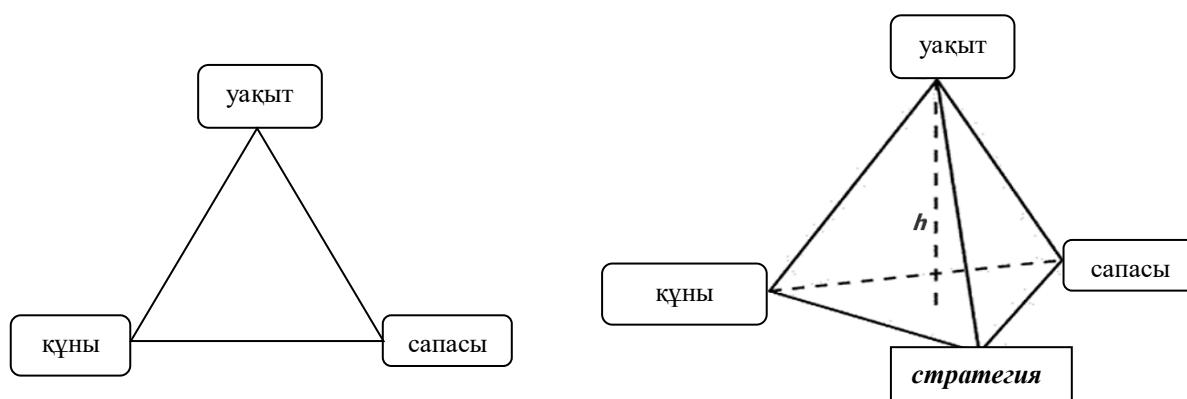 уақыт
құны
сапасы
уақыт
h
құны
сапасы
стратегия